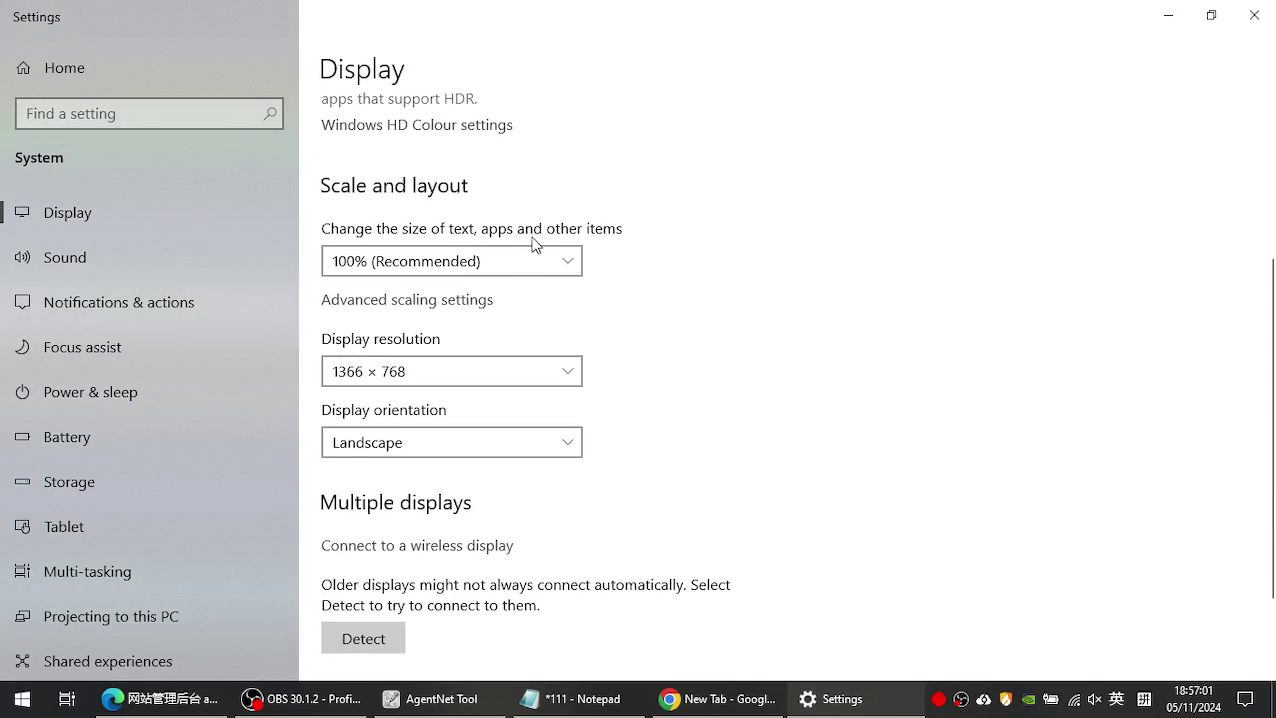 Settings
Home
Find a setting
System
Display
Sound
Notifications & actions
Focus assist
Power & sleep
Battery
Storage
Tablet
Multi-tasking
Projecting to this PC
Shared experiences
Display
apps that support HDR.
Windows HD Colour settings
Scale and layout
Change the size of text, apps and other items
100% (Recommended)
Advanced scaling settings
Display resolution
1366 × 768
Display orientation
Landscape
Multiple displays
Connect to a wireless display
Older displays might not always connect automatically. Select
Detect to try to connect to them.
Detect
网站管理后台 - a...
OBS 30.1.2 - Profi...
AgentNet Tool
*111 - Notepad
New Tab - Googl...
Settings
英
拼
18:57:01
05/11/2024